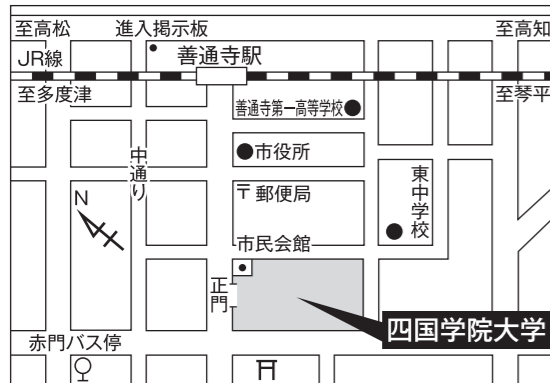 至高松
進入掲示板
至高知
JR線
善通寺駅
至多度津
至琴平
善通寺第一高等学校
市役所
中通り
東中学校
〒郵便局
N
市民会館
正門
四国学院大学
赤門バス停